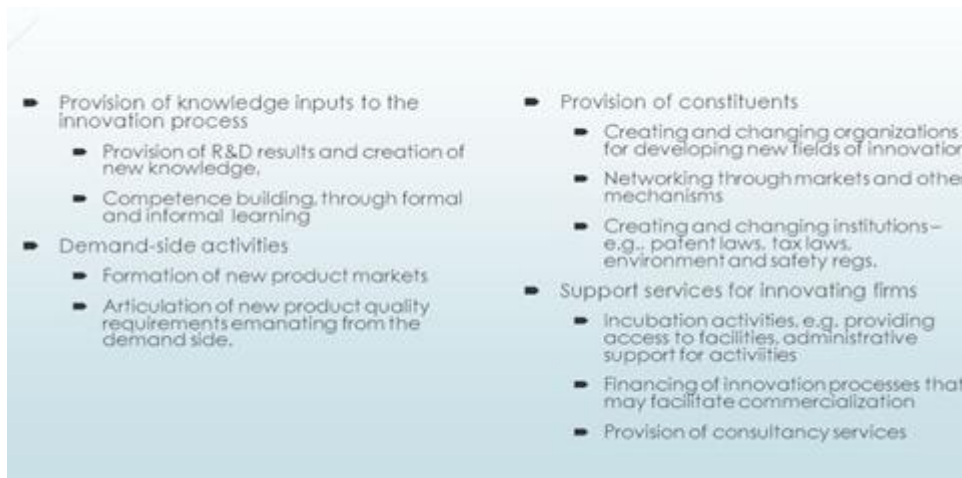 Provision of knowledge inputs to the
innovation process
Provision of R&D results and creation of
new knowledge.
Competence building, through formal
and informal learning
Demand-side activities
Formation of new product markets
Articulation of new product quality
requirements emanating from the
demand side.
Provision of constituents
Creating and changing organizations
for developing new fields of innovation
Networking through markets and othe
mechanisms
Creating and changing institutions –
e.g., patent laws, tax laws,
environment and safety regs.
Support services for innovating firms
Incubation activities, e.g. providing
access to facilities, administrative
support for activiities
Financing of innovation processes that
may facilitate commercialization
Provision of consultancy services